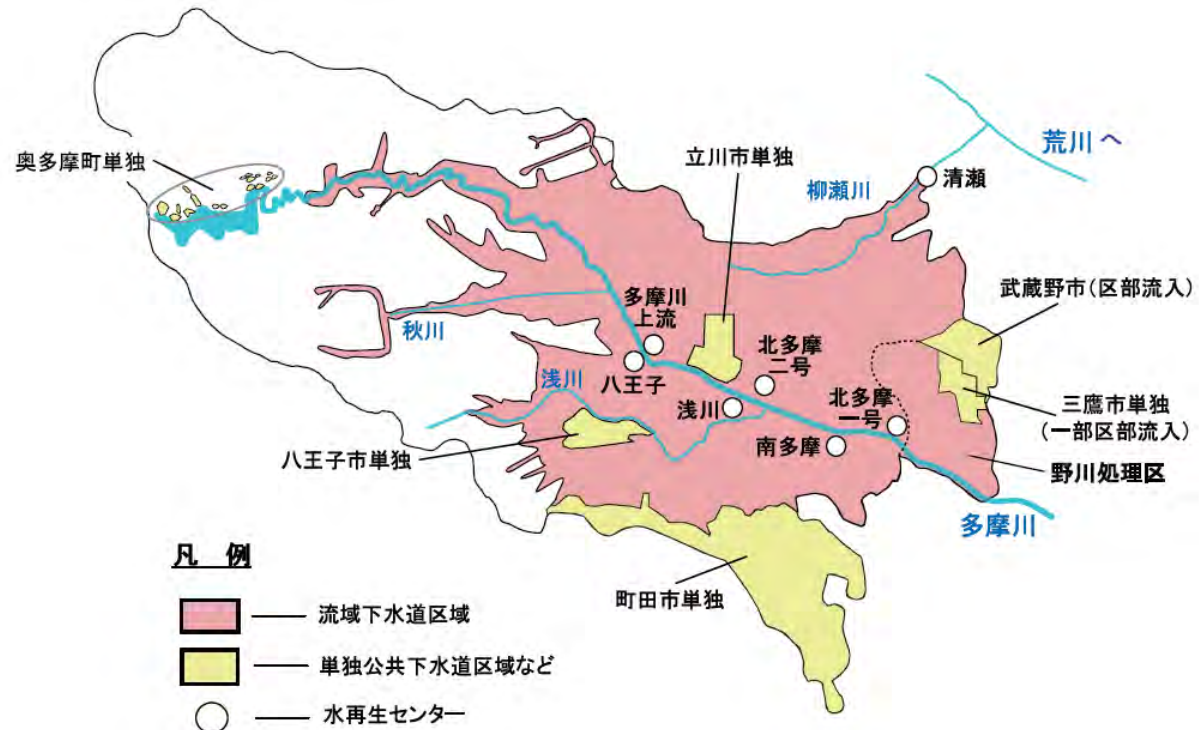 奥多摩町単独
立川市単独
荒川へ
清瀬
柳瀬川
武蔵野市(区部流入)
多摩川
上流
秋川
北多摩
二号
八王子
浅川
浅川
北多摩
一号
三鷹市単独
(一部区部流入)
八王子市単独
南多摩
野川処理区
多摩川
凡 例
町田市単独
流域下水道区域
単独公共下水道区域など
水再生センター